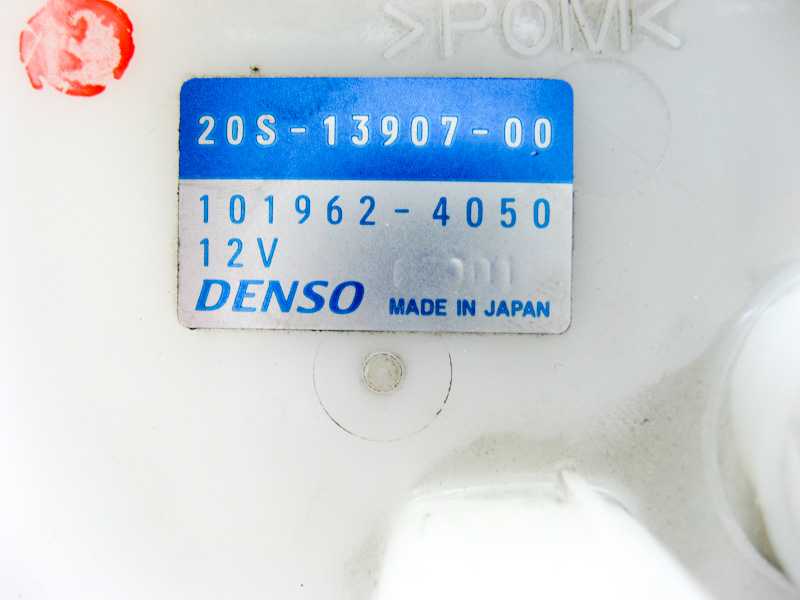 >POM<
20S-13907-00
101962-4050
12V
DENSO MADE IN JAPAN